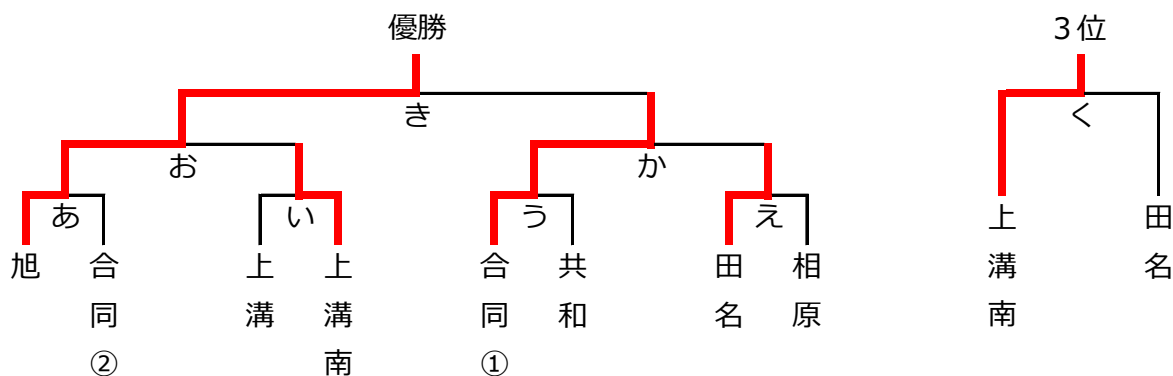 優勝
3位
き
く
お
か
あ
い
う
え
旭
合同②
上溝
上溝南
合同①
共和
田名
相原
上溝南
田名